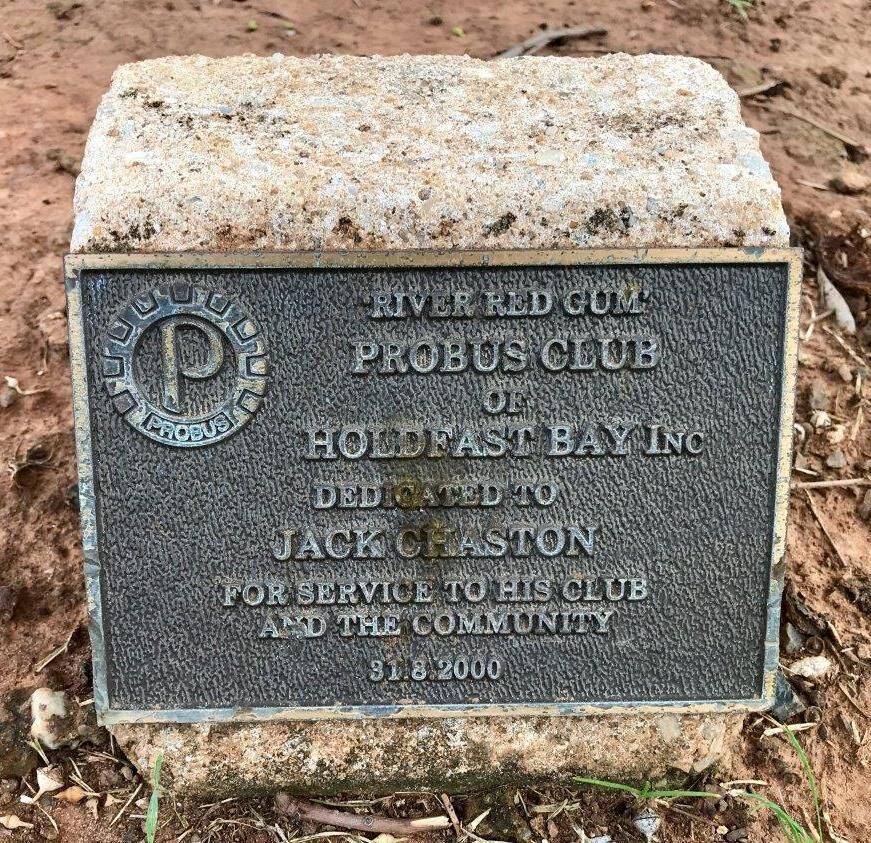 'RIVER RED GUM'
PROBUS CLUB
OF
HOLDFAST BAY INC
DEDICATED TO
JACK CHASTON
FOR SERVICE TO HIS CLUB
AND THE COMMUNITY
31.8.2000
P
PROBUS